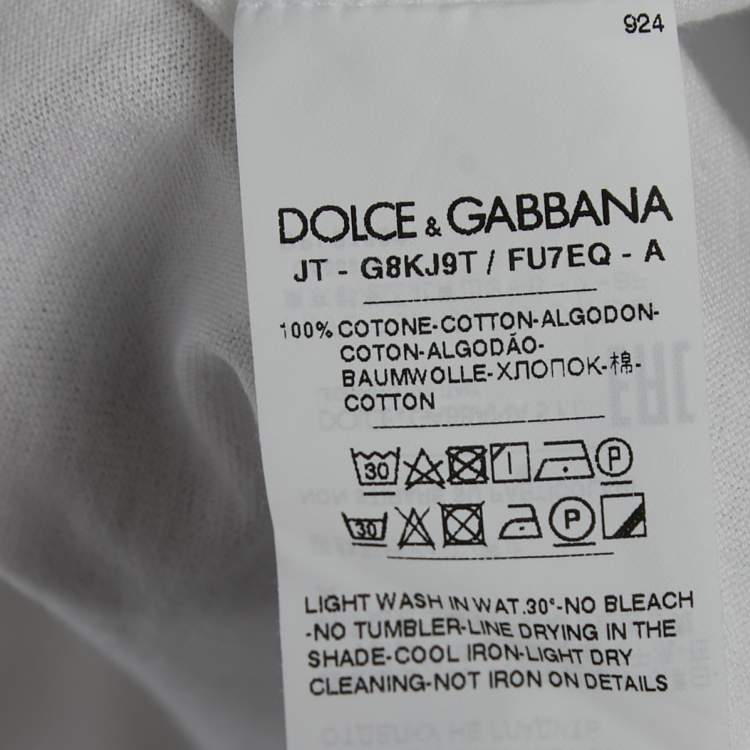 924
DOLCE & GABBANA
JT - G8KJ9T / FU7EQ - A
100% COTONE-COTTON-ALGODON-
COTON-ALGODÃO-
BAUMWOLLE-ХЛОПОК-棉-
COTTON
30 P
30 P
LIGHT WASH IN WAT.30°-NO BLEACH
-NO TUMBLER-LINE DRYING IN THE
SHADE-COOL IRON-LIGHT DRY
CLEANING-NOT IRON ON DETAILS